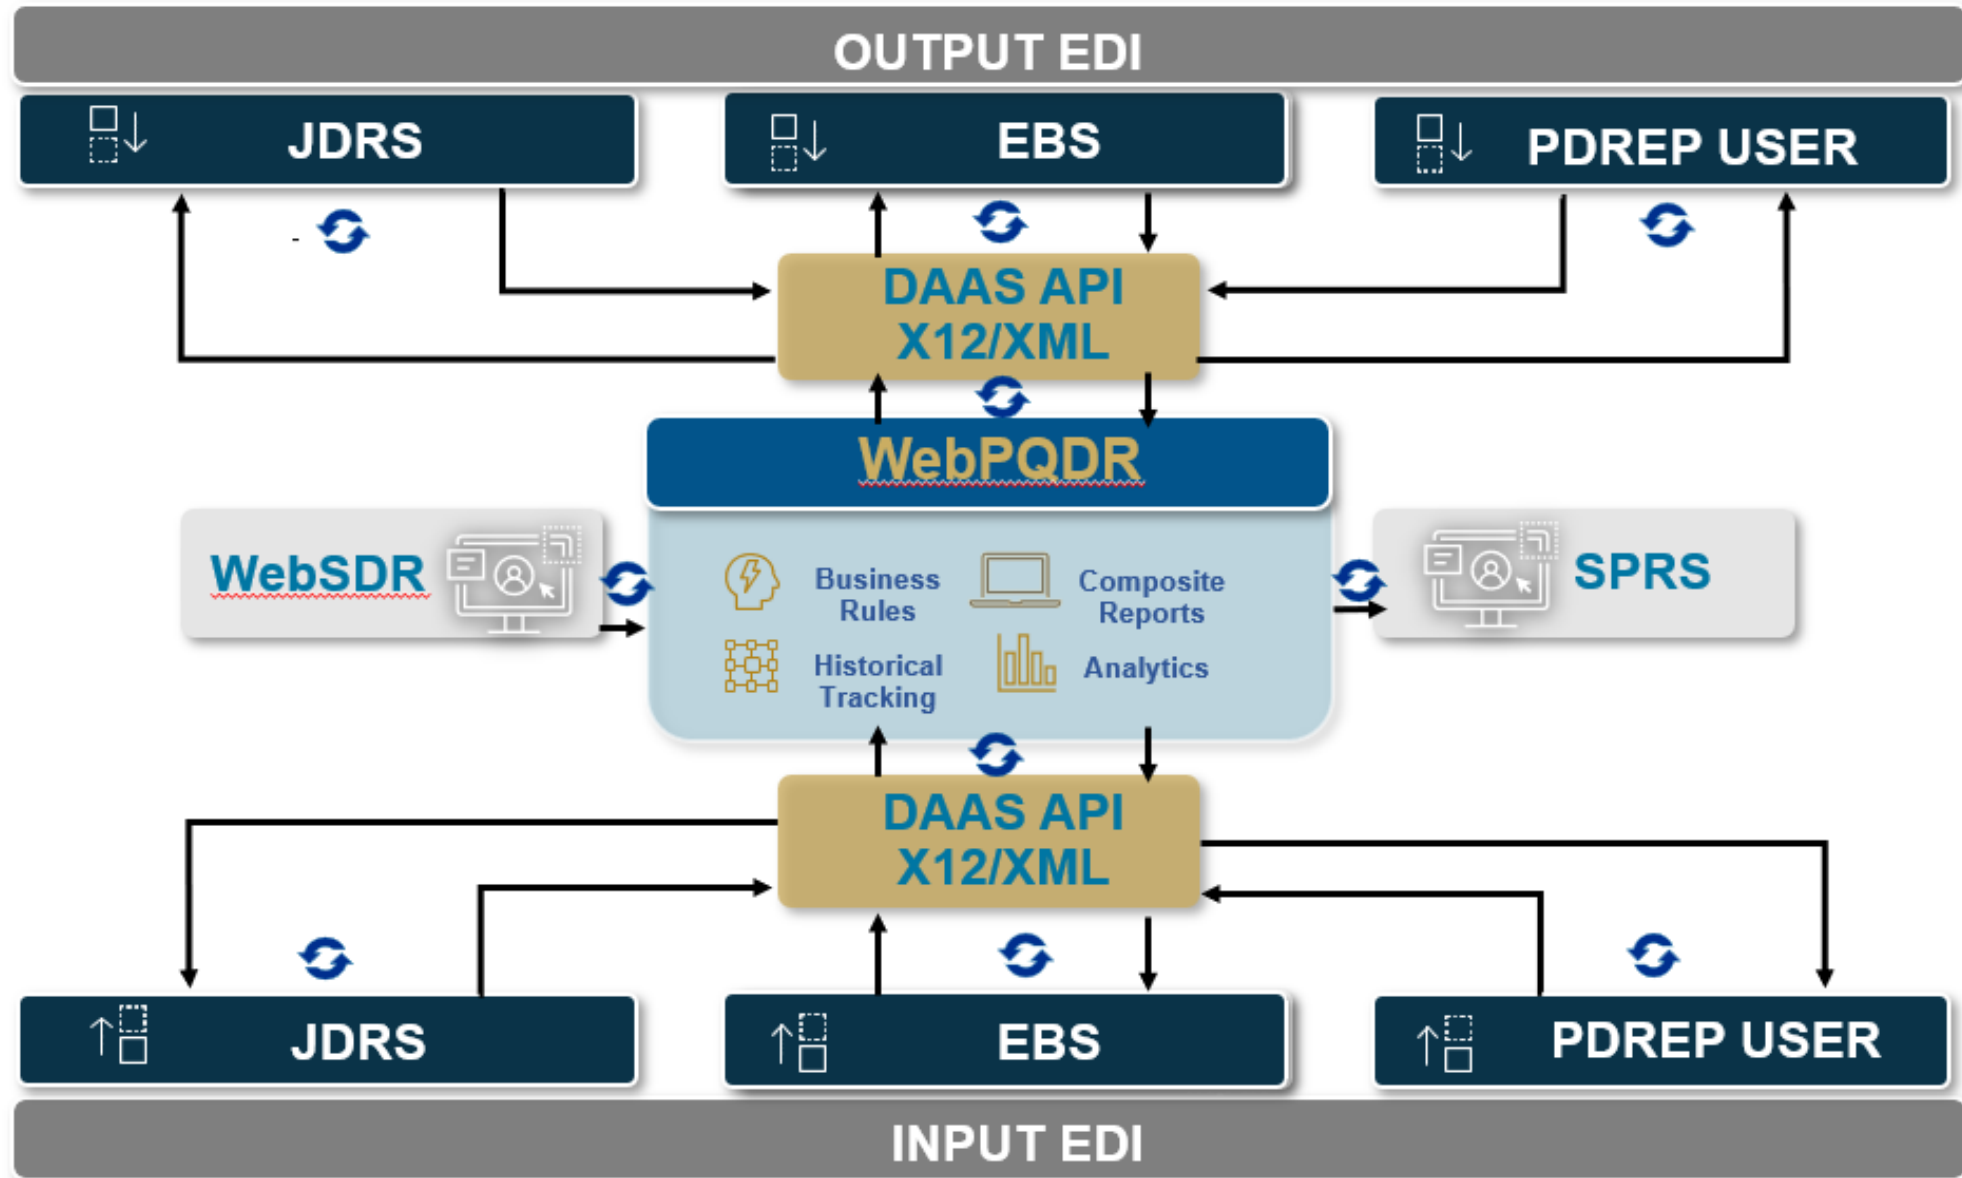 OUTPUT EDI
JDRS
EBS
PDREP USER
-
DAAS API
X12/XML
WebPQDR
WebSDR
Business
Rules
Composite
Reports
Historical
Tracking
Analytics
SPRS
DAAS API
X12/XML
JDRS
EBS
PDREP USER
INPUT EDI